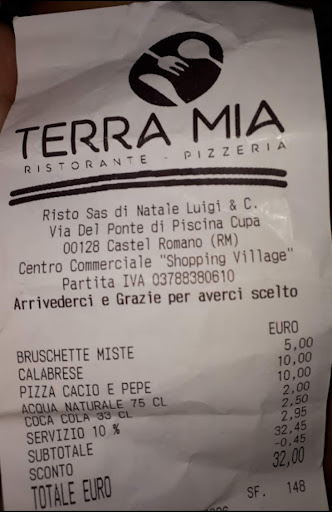 TERRA MIA
RISTORANTE - PIZZERIA
Risto Sas di Natale Luigi & C.
Via Del Ponte di Piscina Cupa
00128 Castel Romano (RM)
Centro Commerciale "Shopping Village"
Partita IVA 03788380610
Arrivederci e Grazie per averci scelto
EURO
BRUSCHETTE MISTE 5,00
CALABRESE 10,00
PIZZA CACIO E PEPE 10,00
ACQUA NATURALE 75 CL 2,00
COCA COLA 33 CL 2,50
SERVIZIO 10 % 2,95
SUBTOTALE 32,45
SCONTO -0,45
TOTALE EURO 32,00
SF. 148